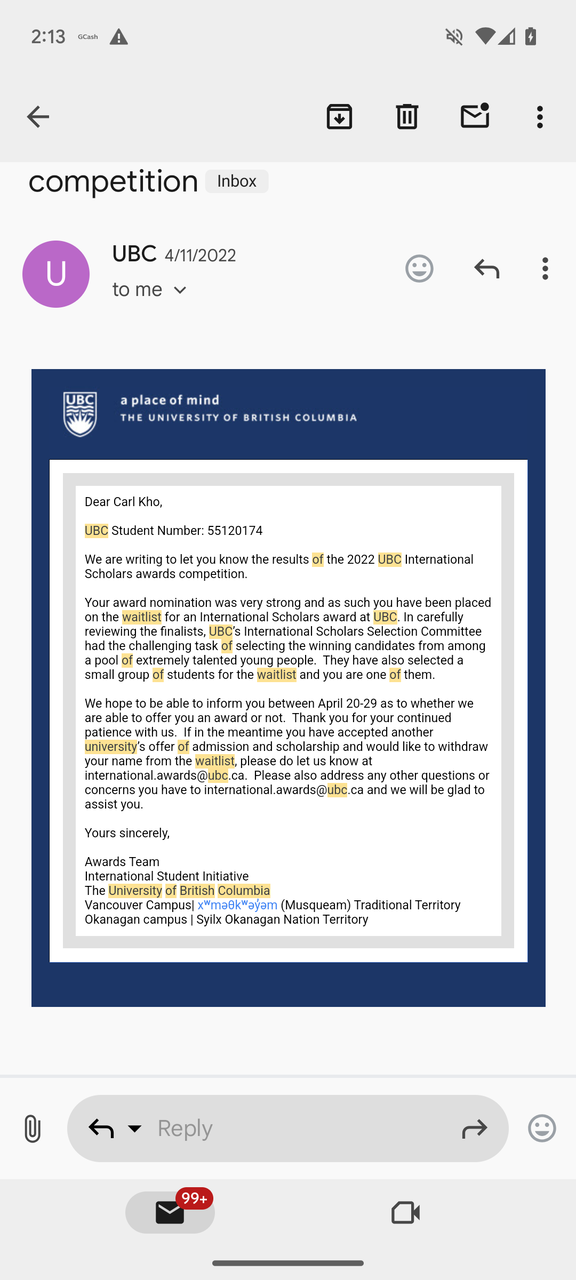 2:13 GCash
competition Inbox
UBC 4/11/2022
to me
U
UBC
a place of mind
THE UNIVERSITY OF BRITISH COLUMBIA
Dear Carl Kho,
UBC Student Number: 55120174
We are writing to let you know the results of the 2022 UBC International
Scholars awards competition.
Your award nomination was very strong and as such you have been placed
on the waitlist for an International Scholars award at UBC. In carefully
reviewing the finalists, UBC's International Scholars Selection Committee
had the challenging task of selecting the winning candidates from among
a pool of extremely talented young people. They have also selected a
small group of students for the waitlist and you are one of them.
We hope to be able to inform you between April 20-29 as to whether we
are able to offer you an award or not. Thank you for your continued
patience with us. If in the meantime you have accepted another
university's offer of admission and scholarship and would like to withdraw
your name from the waitlist, please do let us know at
international.awards@ubc.ca. Please also address any other questions or
concerns you have to international.awards@ubc.ca and we will be glad to
assist you.
Yours sincerely,
Awards Team
International Student Initiative
The University of British Columbia
Vancouver Campus| xʷməθkʷəy̓əm (Musqueam) Traditional Territory
Okanagan campus | Syilx Okanagan Nation Territory
Reply
99+